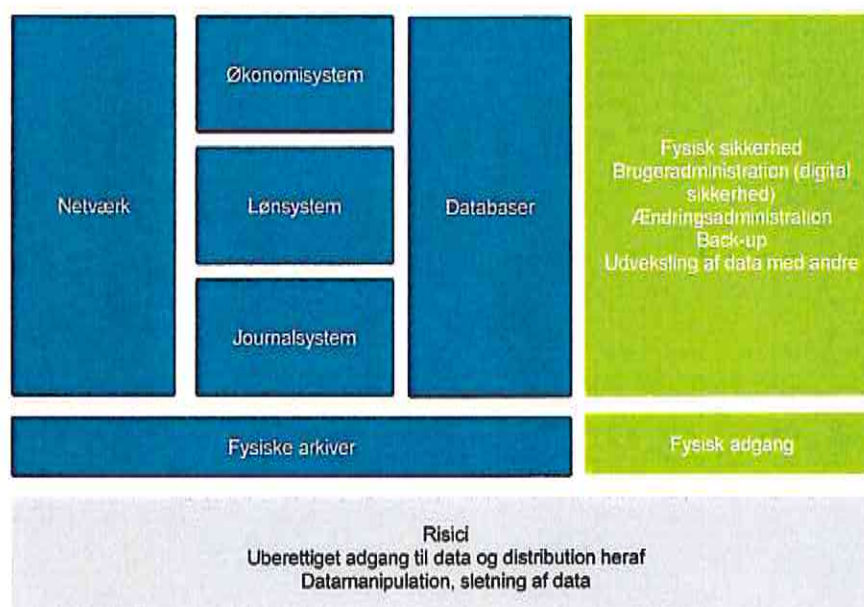 Netværk
Økonomisystem
Lønsystem
Journalsystem
Databaser
Fysisk sikkerhed
Brugeradministration (digital
sikkerhed)
Ændringsadministration
Back-up
Udveksling af data med andre
Fysiske arkiver
Fysisk adgang
Risici
Uberettiget adgang til data og distribution heraf
Datamanipulation, sletning af data